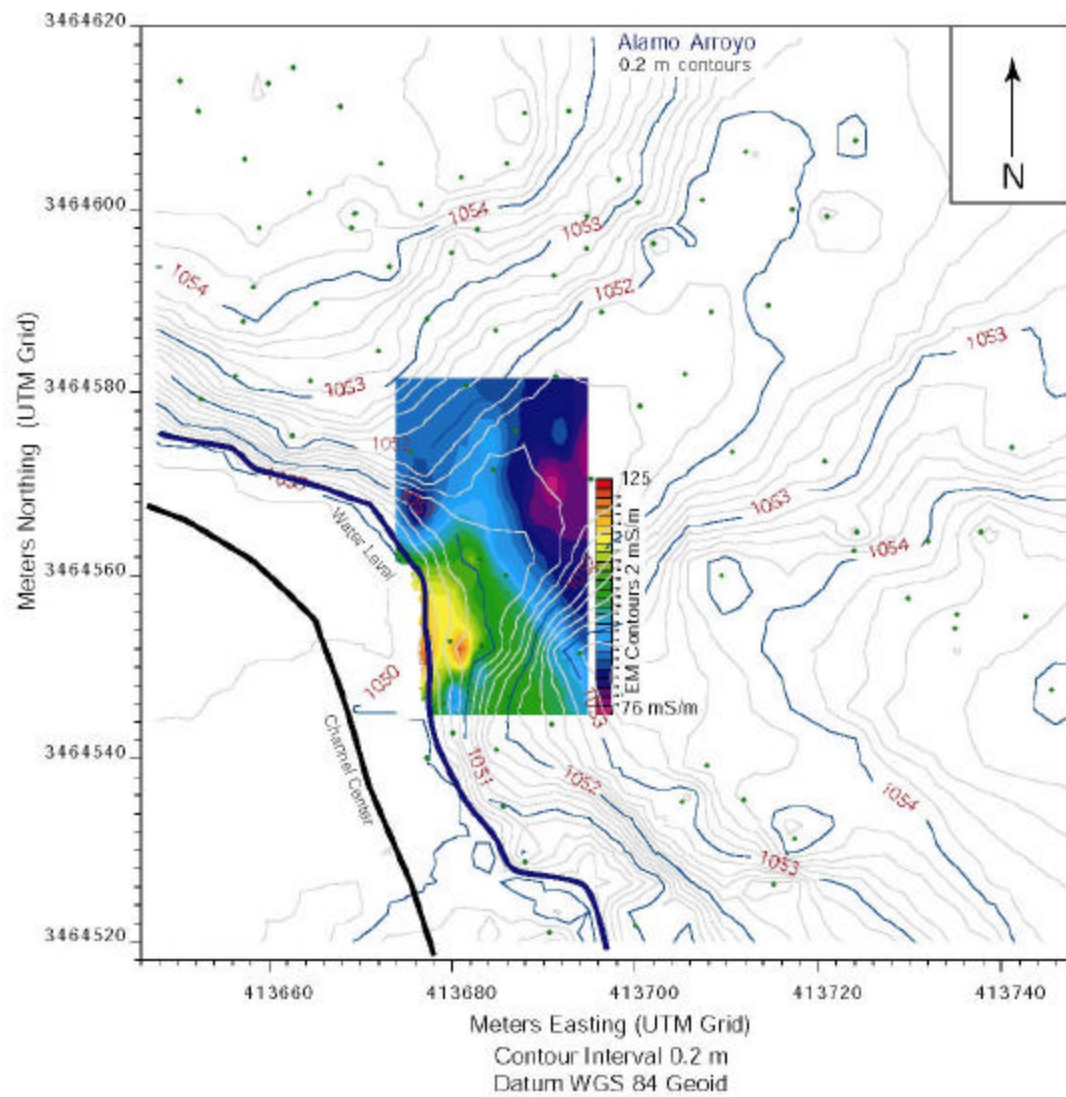 3464620
Alamo Arroyo
0.2 m contours
N
3464600
1054
1053
1054
1052
1053
3464580
1053
1052
125
1053
1050
EM Contours 2 mS/m
Water Level
1054
3464560
Meters Northing (UTM Grid)
76 mS/m
1053
1050
Channel Center
3464540
1051
1052
1054
1053
3464520
413660
413680
413700
413720
413740
Meters Easting (UTM Grid)
Contour Interval 0.2 m
Datum WGS 84 Geoid